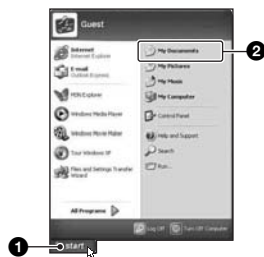 Guest
Internet
Internet Explorer
E-mail
Outlook Express
MSN Explorer
Windows Media Player
Windows Movie Maker
Tour Windows XP
Files and Settings Transfer
Wizard
All Programs
My Documents
My Pictures
My Music
My Computer
Control Panel
Help and Support
Search
Run...
Log Off
Turn Off Computer
start
1
2